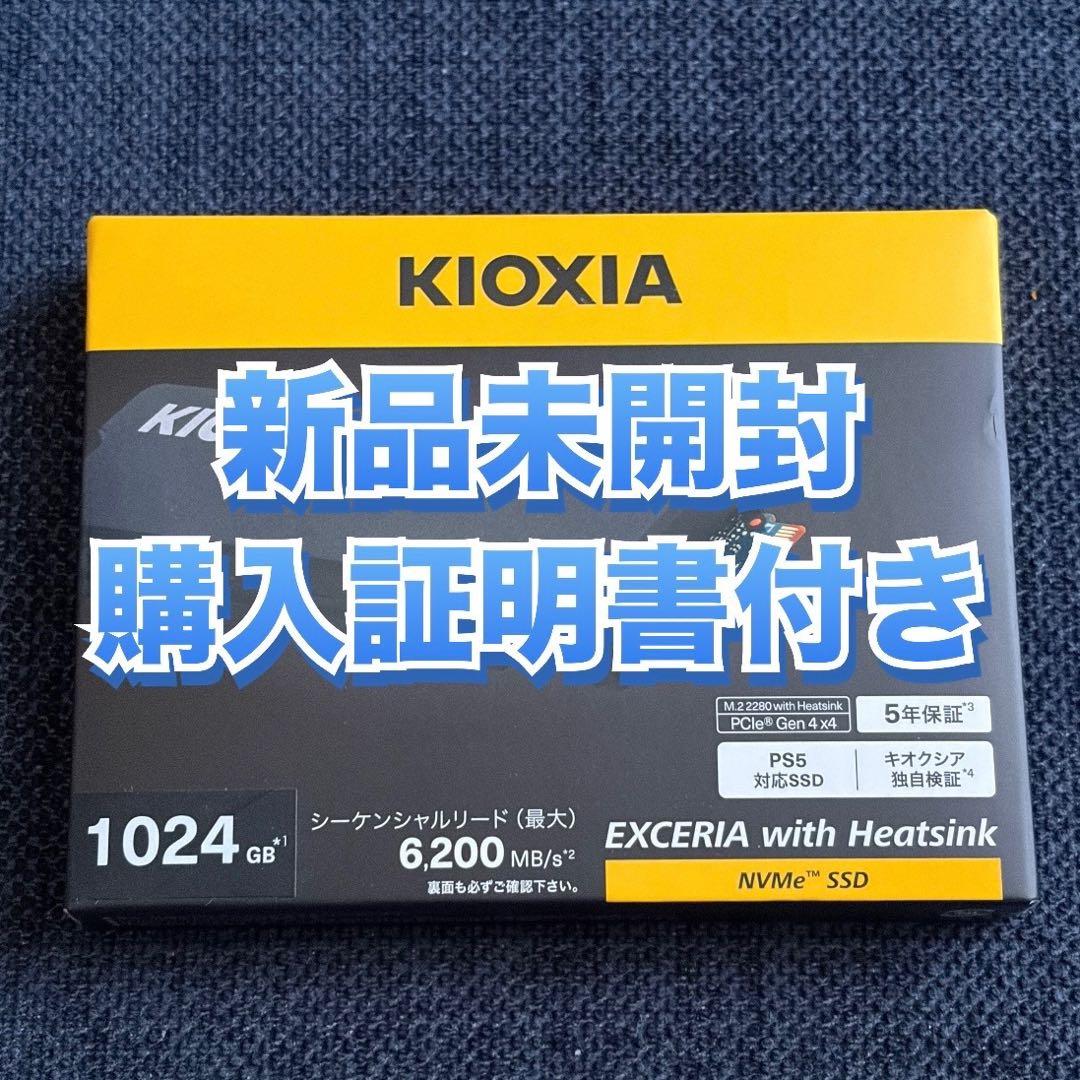 KIOXIA
新品未開封
購入証明書付き
M.2 2280 with Heatsink
PCIe® Gen 4 x4
5年保証*3
PS5
対応SSD
キオクシア
独自検証*4
1024 GB*1
シーケンシャルリード（最大）
6,200 MB/s*2
裏面も必ずご確認下さい。
EXCERIA with Heatsink
NVMe™ SSD